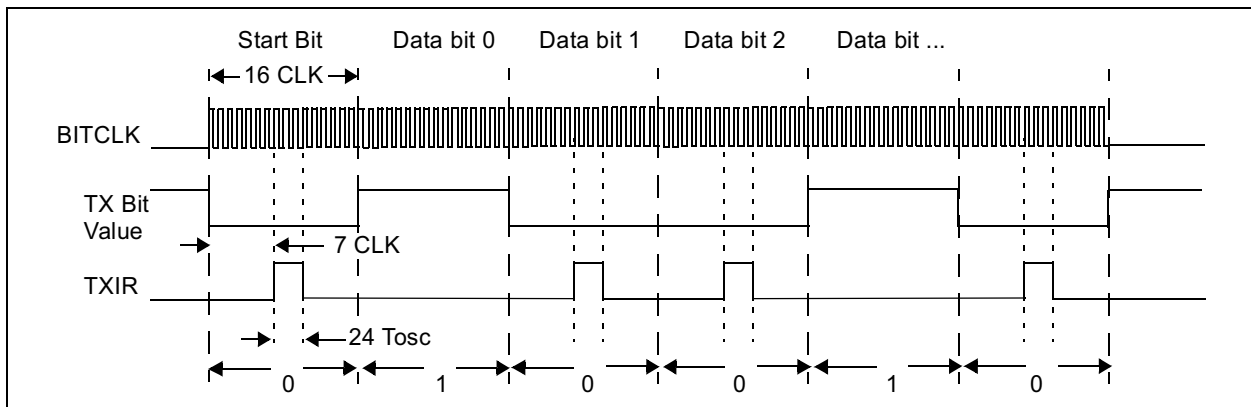 Start Bit Data bit 0 Data bit 1 Data bit 2 Data bit ...
16 CLK
BITCLK
TX Bit
Value
7 CLK
TXIR
24 Tosc
0 1 0 0 1 0